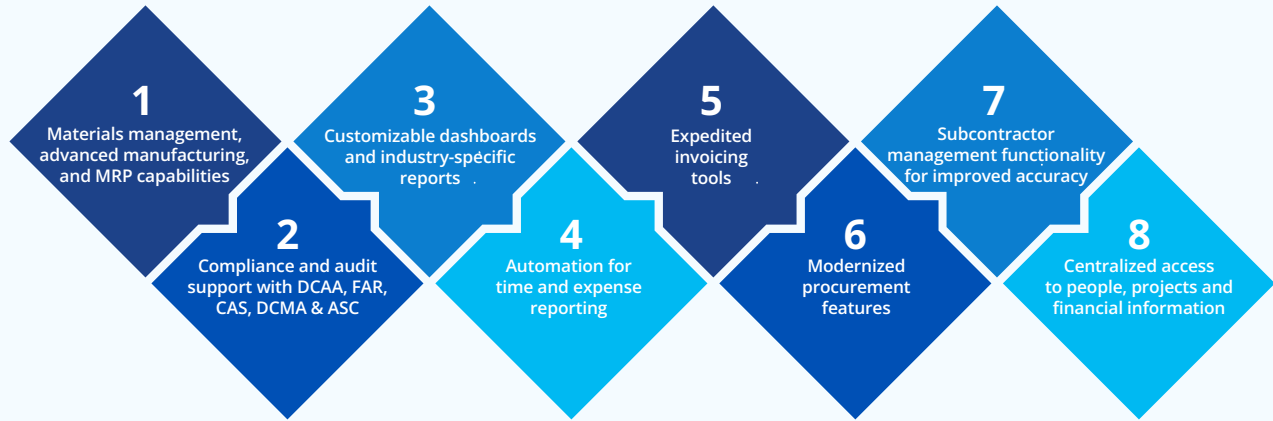 1
Materials management,
advanced manufacturing,
and MRP capabilities
2
Compliance and audit
support with DCAA, FAR,
CAS, DCMA & ASC
3
Customizable dashboards
and industry-specific
reports
4
Automation for
time and expense
reporting
5
Expedited
invoicing
tools
6
Modernized
procurement
features
7
Subcontractor
management functionality
for improved accuracy
8
Centralized access
to people, projects and
financial information